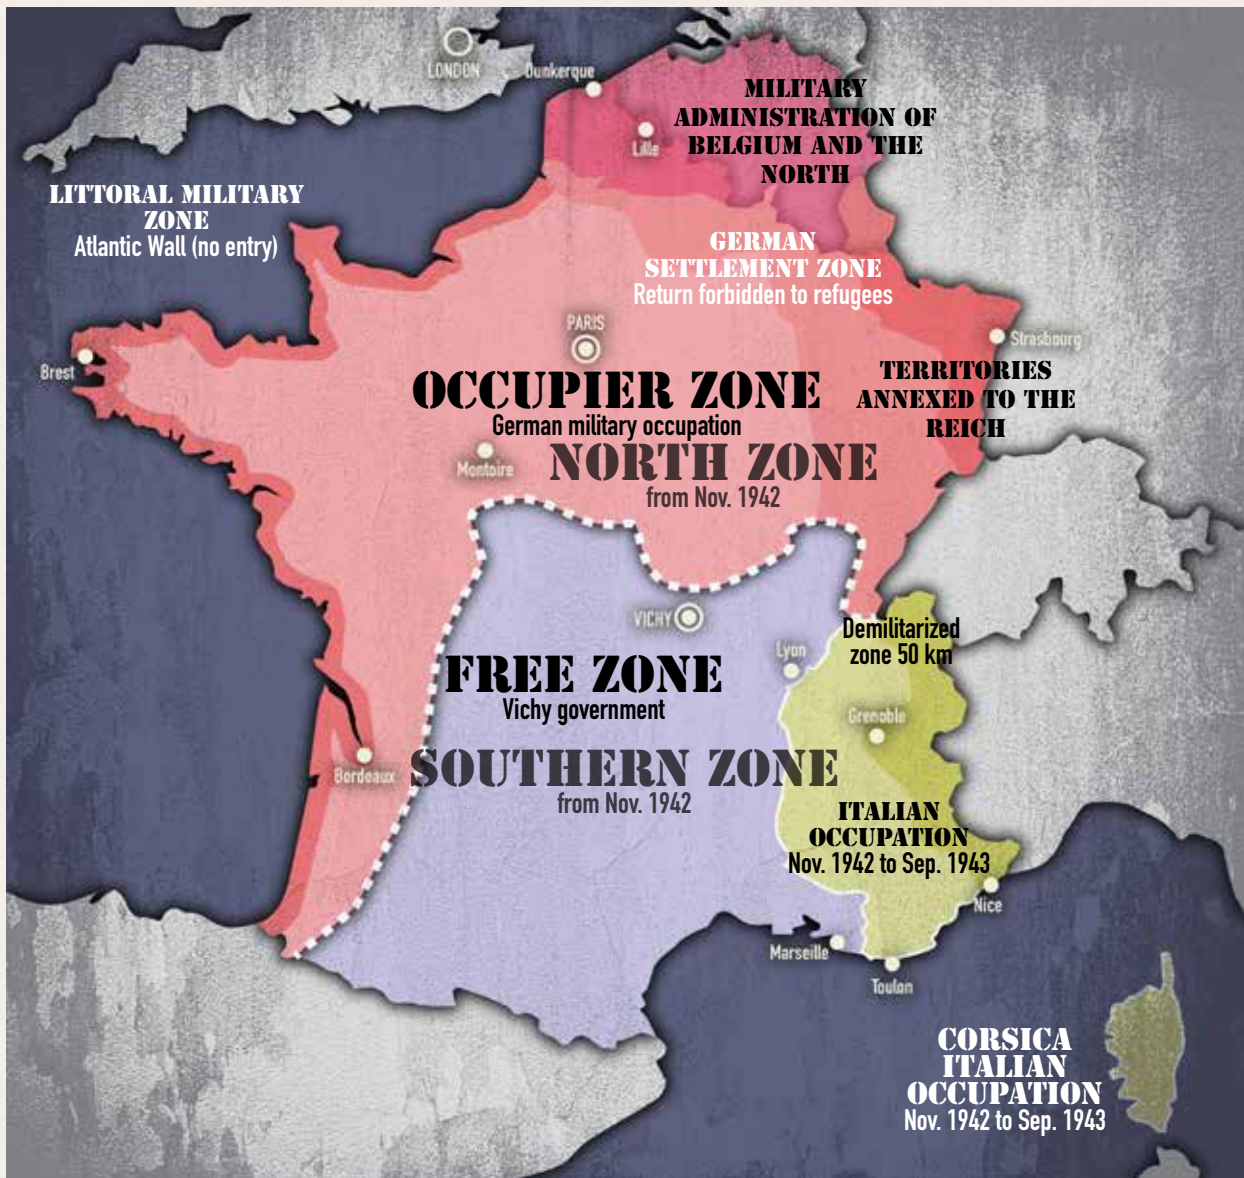 LONDON
Dunkerque
MILITARY
ADMINISTRATION OF
BELGIUM AND THE
NORTH
Lille
LITTORAL MILITARY
ZONE
Atlantic Wall (no entry)
GERMAN
SETTLEMENT ZONE
Return forbidden to refugees
PARIS
Strasbourg
Brest
TERRITORIES
ANNEXED TO THE
REICH
OCCUPIER ZONE
German military occupation
Montoire
NORTH ZONE
from Nov. 1942
VICHY
Demilitarized
zone 50 km
Lyon
FREE ZONE
Vichy government
Grenoble
Bordeaux
SOUTHERN ZONE
from Nov. 1942
ITALIAN
OCCUPATION
Nov. 1942 to Sep. 1943
Nice
Marseille
Toulon
CORSICA
ITALIAN
OCCUPATION
Nov. 1942 to Sep. 1943